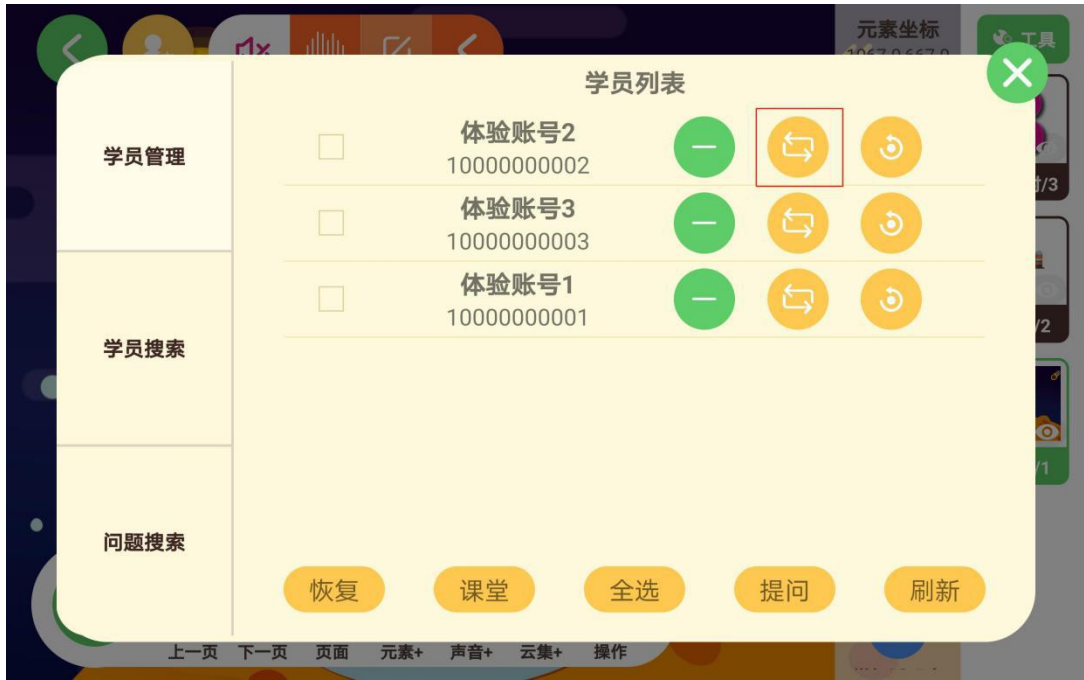 元素坐标
工具
学员列表
学员管理
体验账号2
10000000002
/3
体验账号3
10000000003
体验账号1
10000000001
/2
学员搜索
/1
问题搜索
恢复
课堂
全选
提问
刷新
上一页 下一页 页面 元素+ 声音+ 云集+ 操作